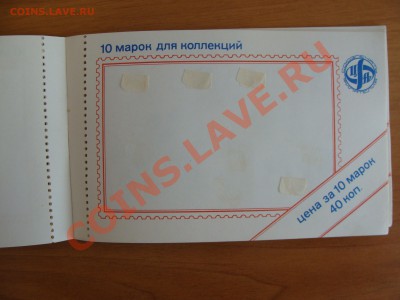 COINS.LAVE.RU
10 марок для коллекций
COINS.LAVE.RU
цена за 10 марок
40 коп.